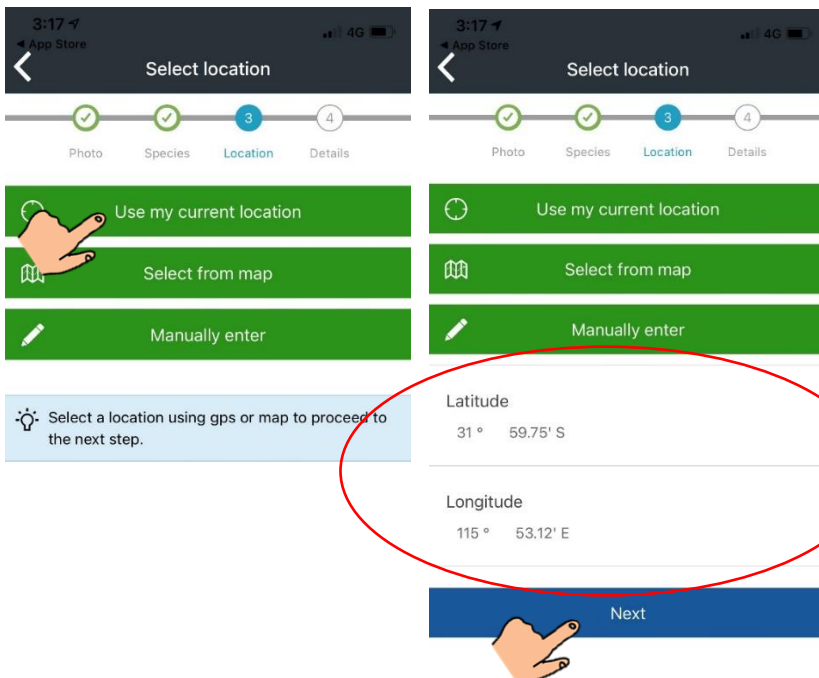 3:17
◀ App Store
4G
Select location
3
4
Photo
Species
Location
Details
Use my current location
Select from map
Manually enter
Select a location using gps or map to proceed to
the next step.
3:17
◀ App Store
4G
Select location
3
4
Photo
Species
Location
Details
Use my current location
Select from map
Manually enter
Latitude
31 ° 59.75' S
Longitude
115 ° 53.12' E
Next